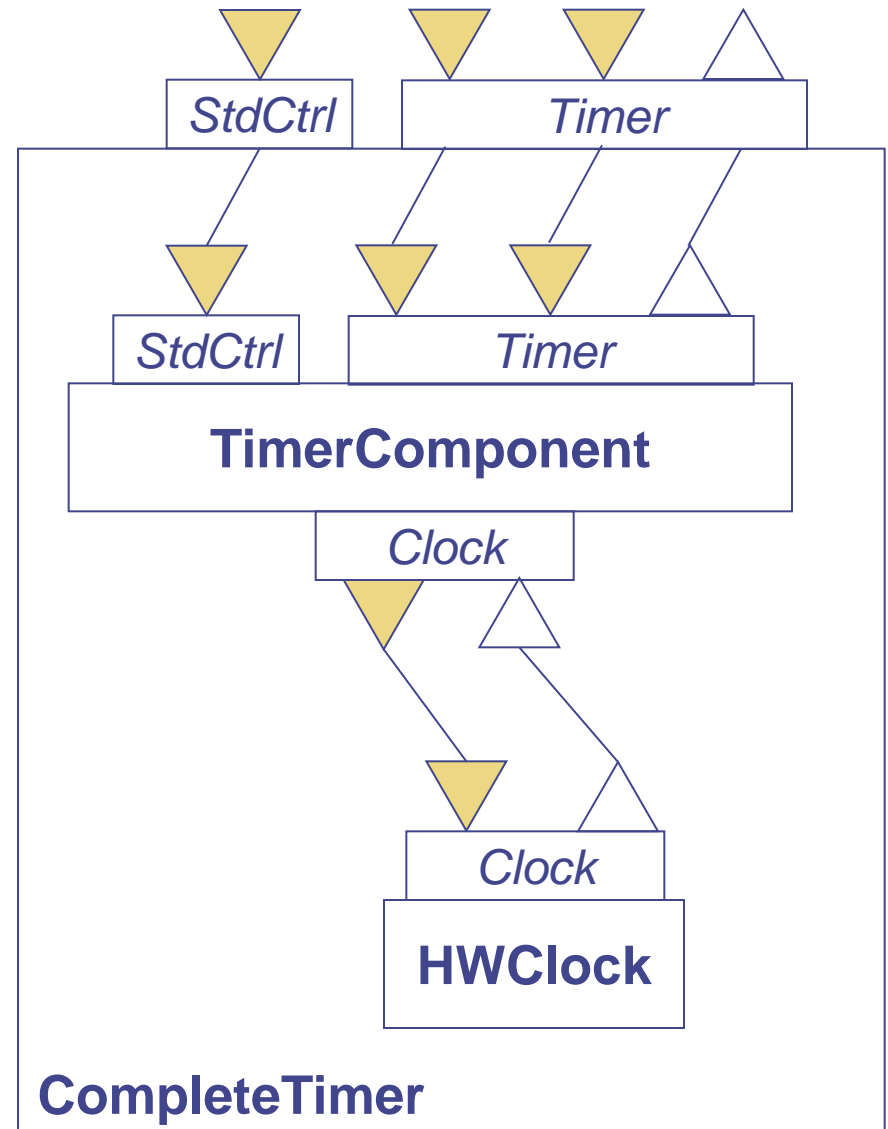 StdCtrl Timer
StdCtrl Timer
TimerComponent
Clock
Clock
HWClock
CompleteTimer